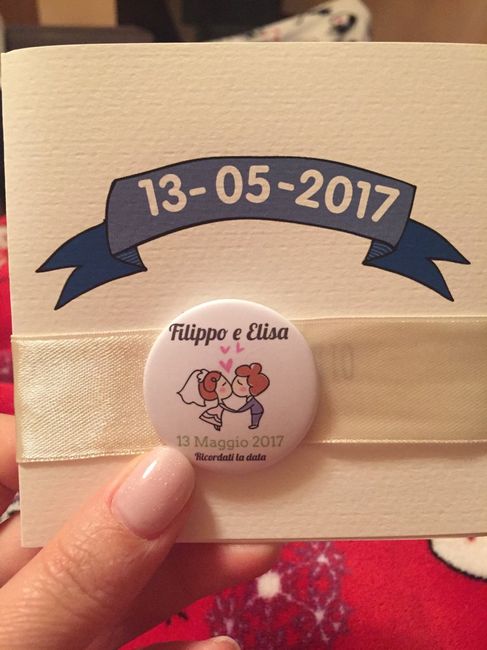 13-05-2017
Filippo e Elisa
13 Maggio 2017
Ricordati la data